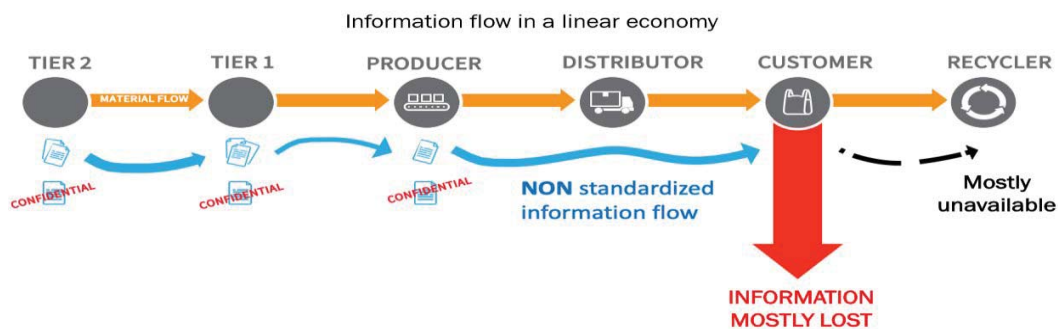 Information flow in a linear economy
TIER 2
TIER 1
PRODUCER
DISTRIBUTOR
CUSTOMER
RECYCLER
MATERIAL FLOW
CONFIDENTIAL
CONFIDENTIAL
CONFIDENTIAL
NON standardized
information flow
Mostly
unavailable
INFORMATION
MOSTLY LOST